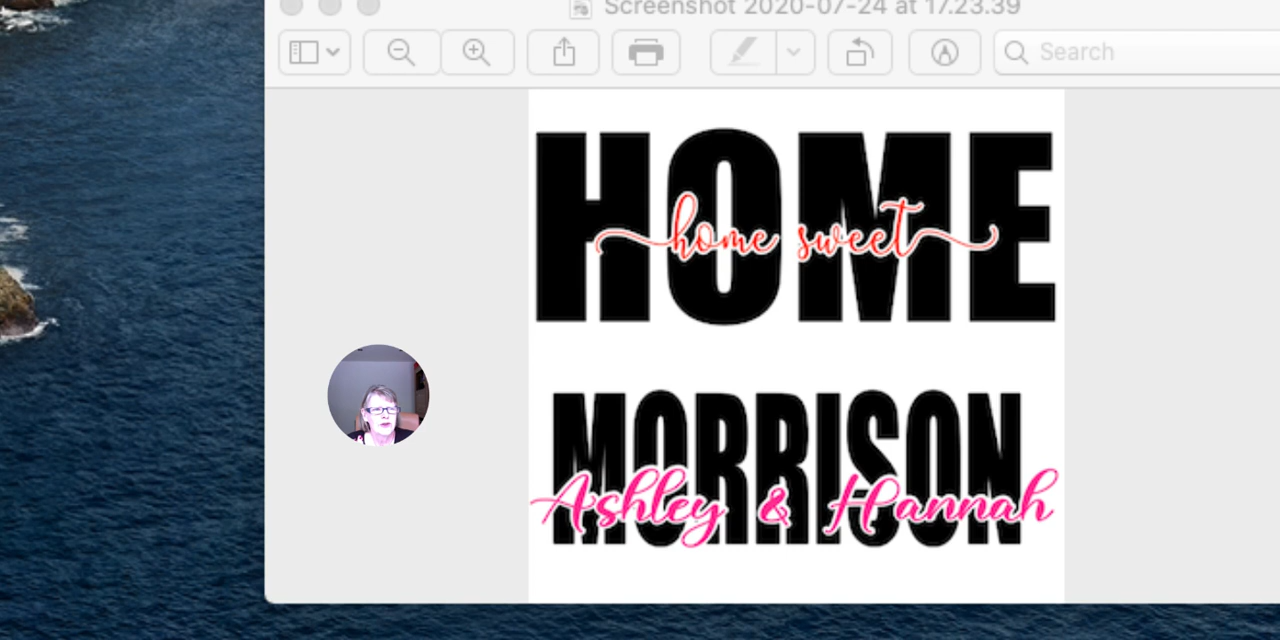 Screenshot 2020-07-24 at 17.23.39
Search
HOME
home sweet
MORRISON
Ashley & Hannah